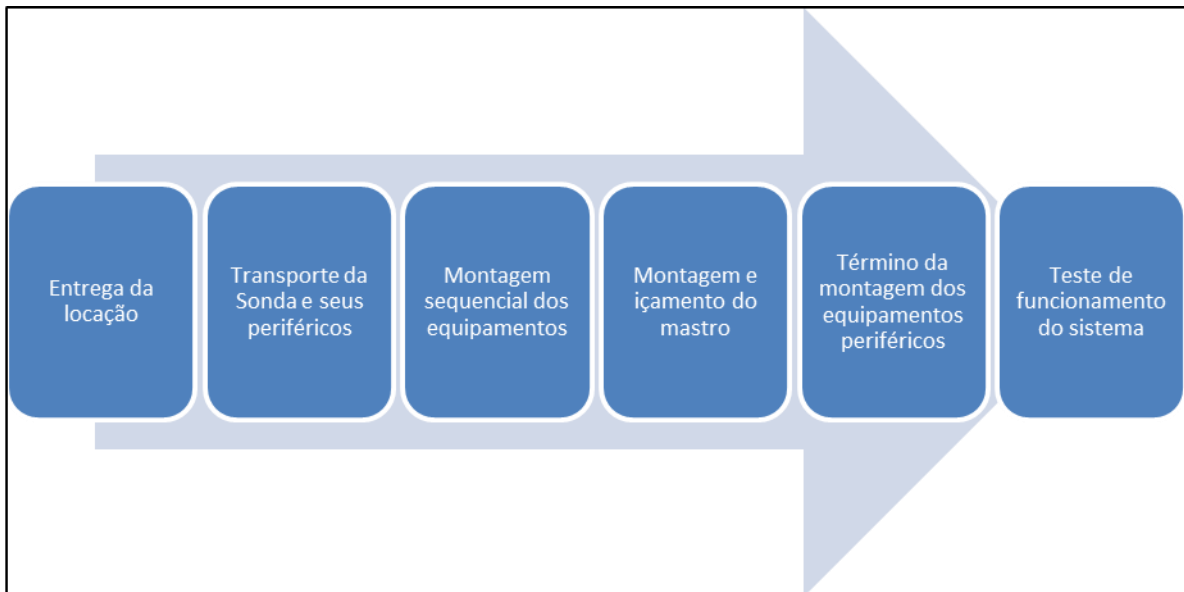 Entrega da
locação
Transporte da
Sonda e seus
periféricos
Montagem
sequencial dos
equipamentos
Montagem e
içamento do
mastro
Término da
montagem dos
equipamentos
periféricos
Teste de
funcionamento
do sistema